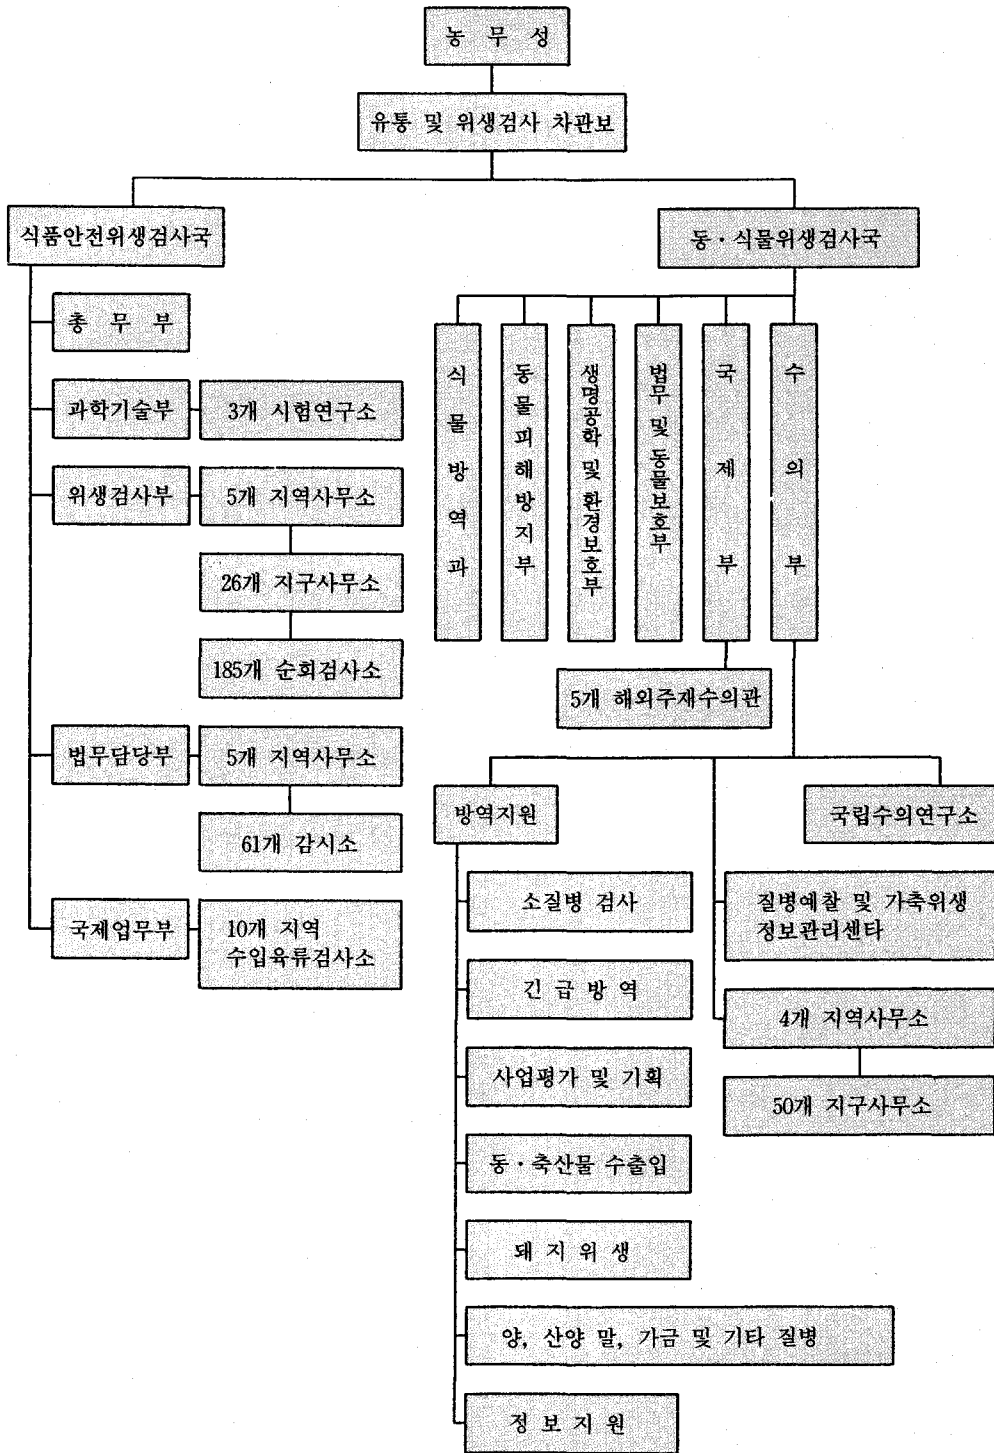 농 무 성
유통 및 위생검사 차관보
식품안전위생검사국
총 무 부
과학기술부
3개 시험연구소
위생검사부
5개 지역사무소
26개 지구사무소
185개 순회검사소
법무담당부
5개 지역사무소
61개 감시소
국제업무부
10개 지역
수입육류검사소
동·식물위생검사국
식물방역과
동물피해방지부
생명공학 및 환경보호부
법무 및 동물보호부
국제부
수의부
5개 해외주재수의관
방역지원
소질병 검사
긴 급 방 역
사업평가 및 기획
동·축산물 수출입
돼 지 위 생
양, 산양 말, 가금 및 기타 질병
정 보 지 원
질병예찰 및 가축위생
정보관리센타
4개 지역사무소
50개 지구사무소
국립수의연구소